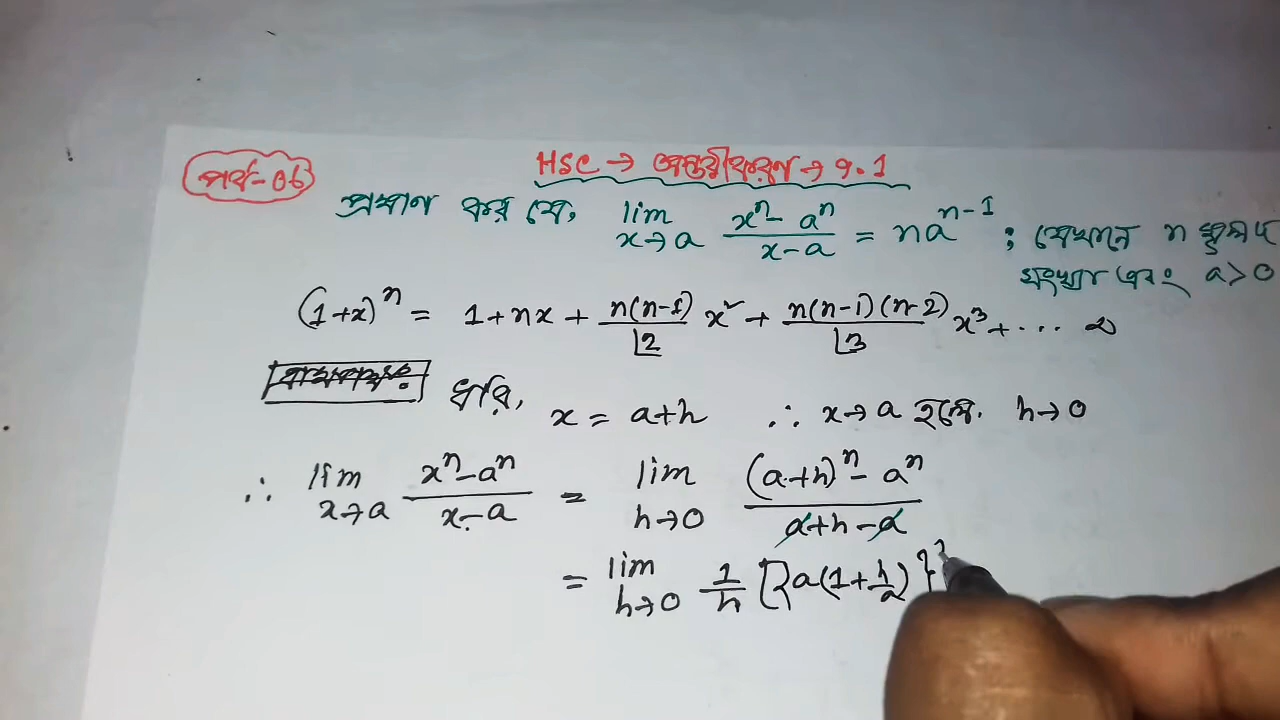 পর্ব-06
HSC → অন্তরীকরণ → 9.1
প্রমাণ কর যে, lim x→a (xⁿ - aⁿ)/(x-a) = naⁿ⁻¹ ; যেখানে n মূলদ
সংখ্যা এবং a>0
(1+x)ⁿ = 1+nx + n(n-1)/⌊2 x² + n(n-1)(n-2)/⌊3 x³ + ... ∞
ধরি, x = a+h ∴ x→a হলে, h→0
∴ lim x→a (xⁿ-aⁿ)/(x-a) = lim h→0 ((a+h)ⁿ - aⁿ)/(a+h-a)
= lim h→0 1/h [{a(1+h/a)}